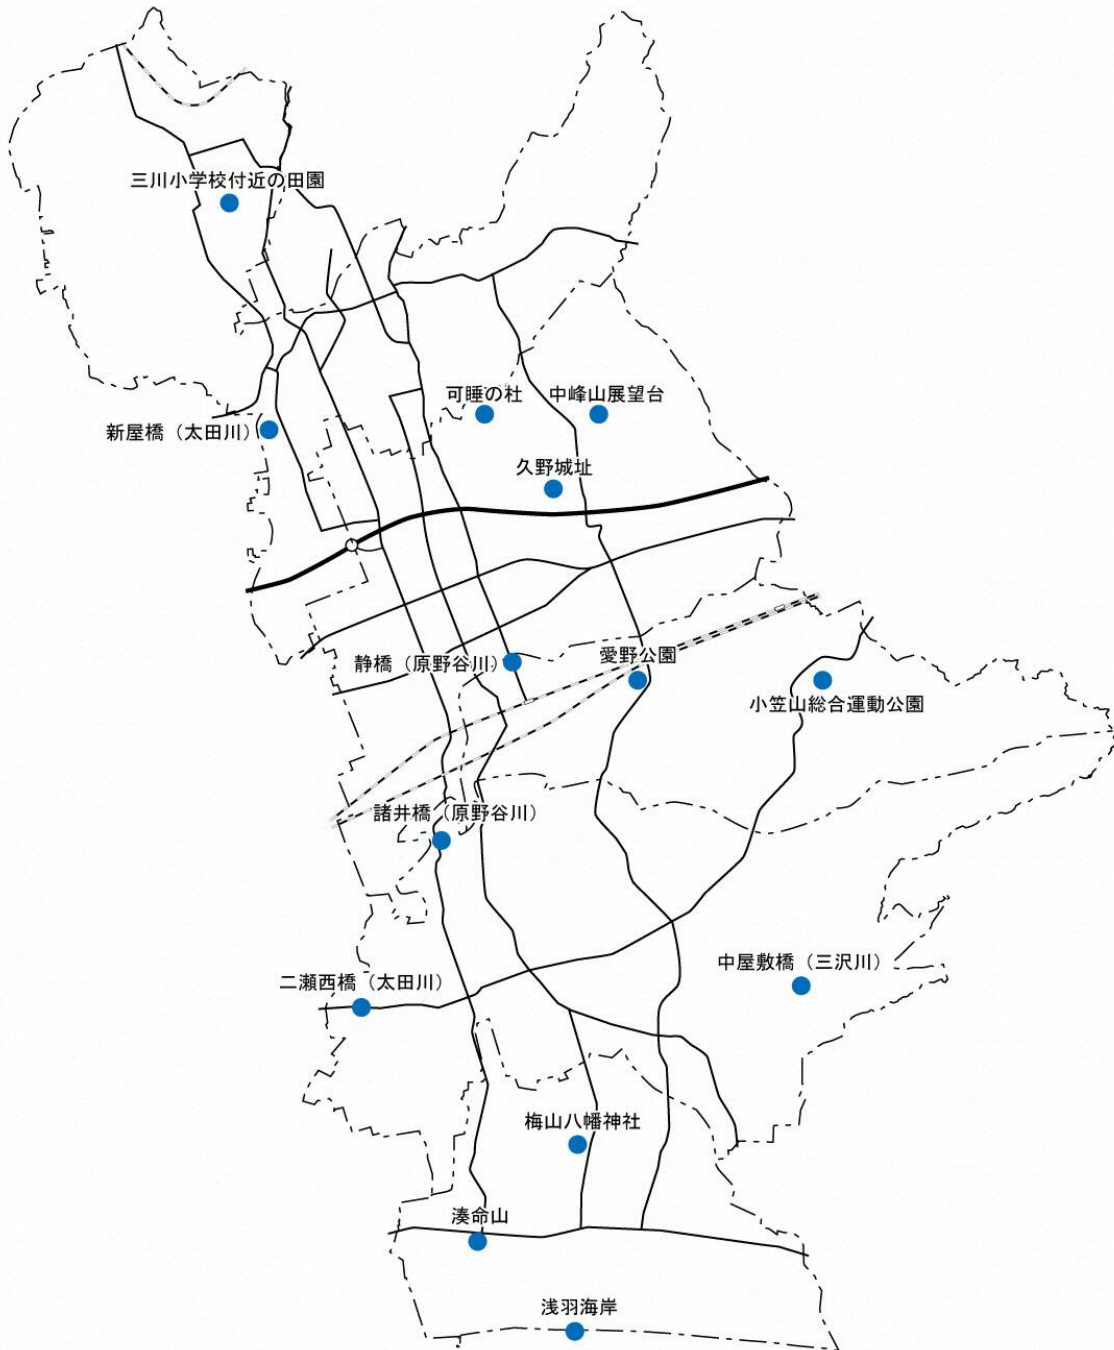 三川小学校付近の田園
可睡の杜
中峰山展望台
新屋橋（太田川）
久野城址
静橋（原野谷川）
愛野公園
小笠山総合運動公園
諸井橋（原野谷川）
中屋敷橋（三沢川）
二瀬西橋（太田川）
梅山八幡神社
湊命山
浅羽海岸